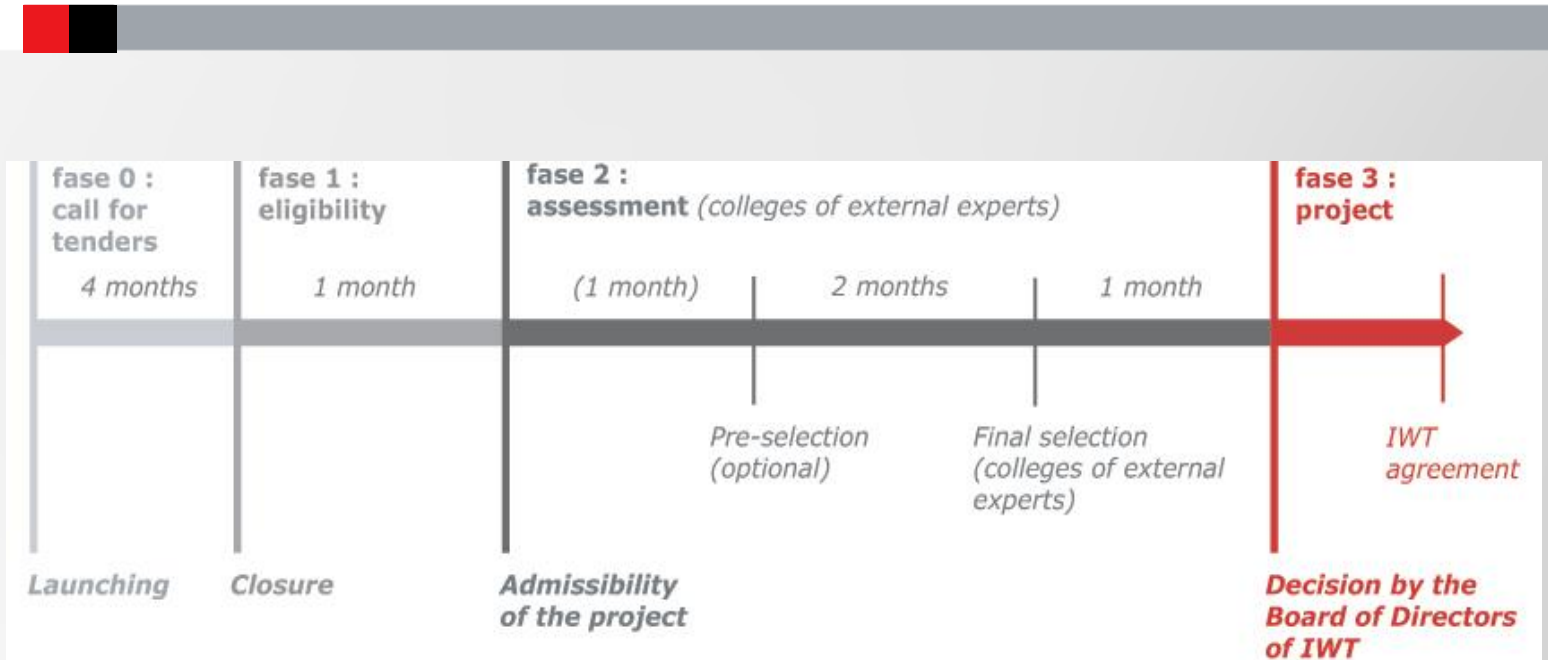 fase 0 :
call for
tenders
fase 1 :
eligibility
fase 2 :
assessment (colleges of external experts)
fase 3 :
project
4 months
1 month
(1 month)
2 months
1 month
Pre-selection
(optional)
Final selection
(colleges of external
experts)
IWT
agreement
Launching
Closure
Admissibility
of the project
Decision by the
Board of Directors
of IWT